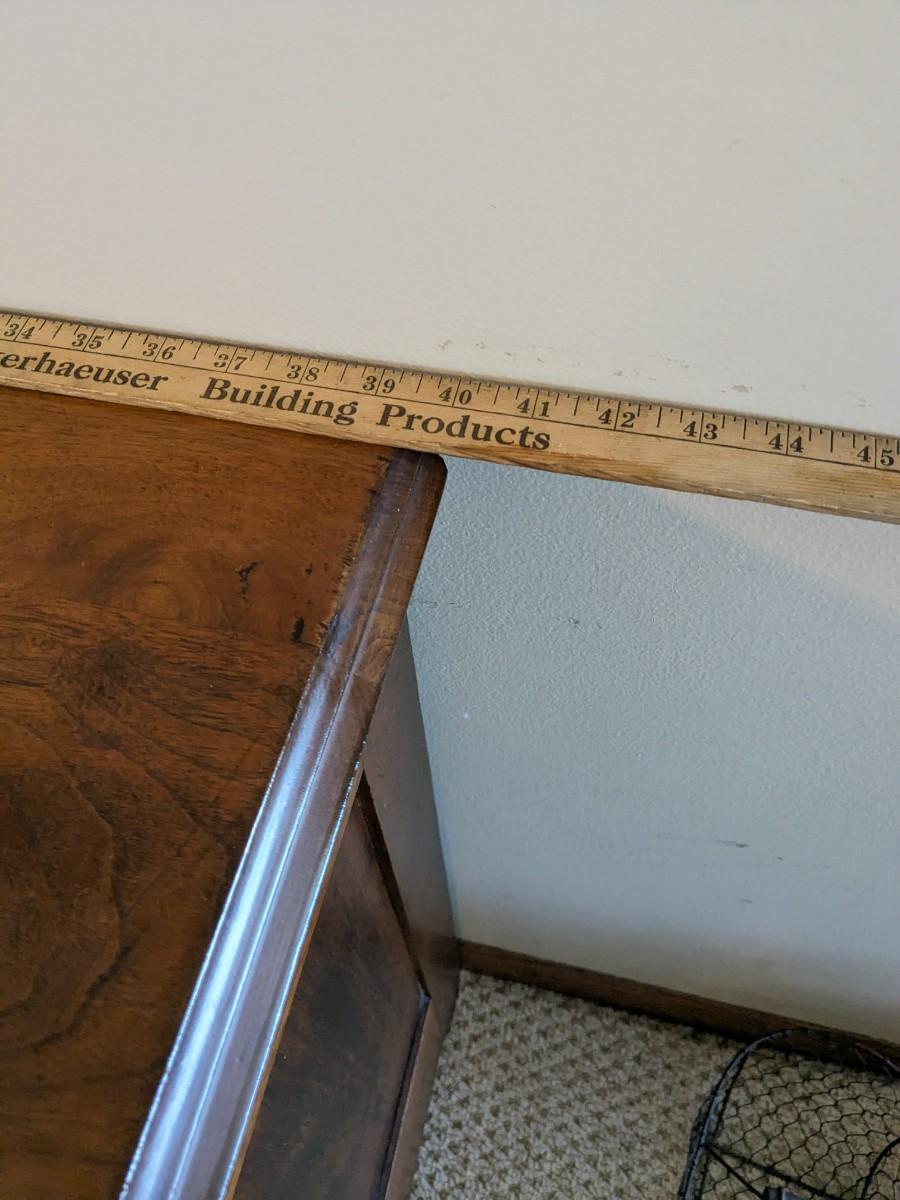 34 35 36 37 38 39 40 41 42 43 44 45
erhaeuser Building Products